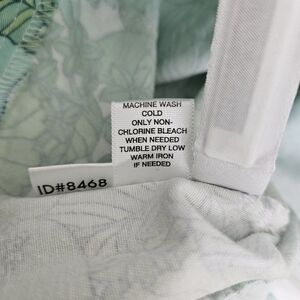 MACHINE WASH
COLD
ONLY NON-
CHLORINE BLEACH
WHEN NEEDED
TUMBLE DRY LOW
WARM IRON
IF NEEDED
ID#8468